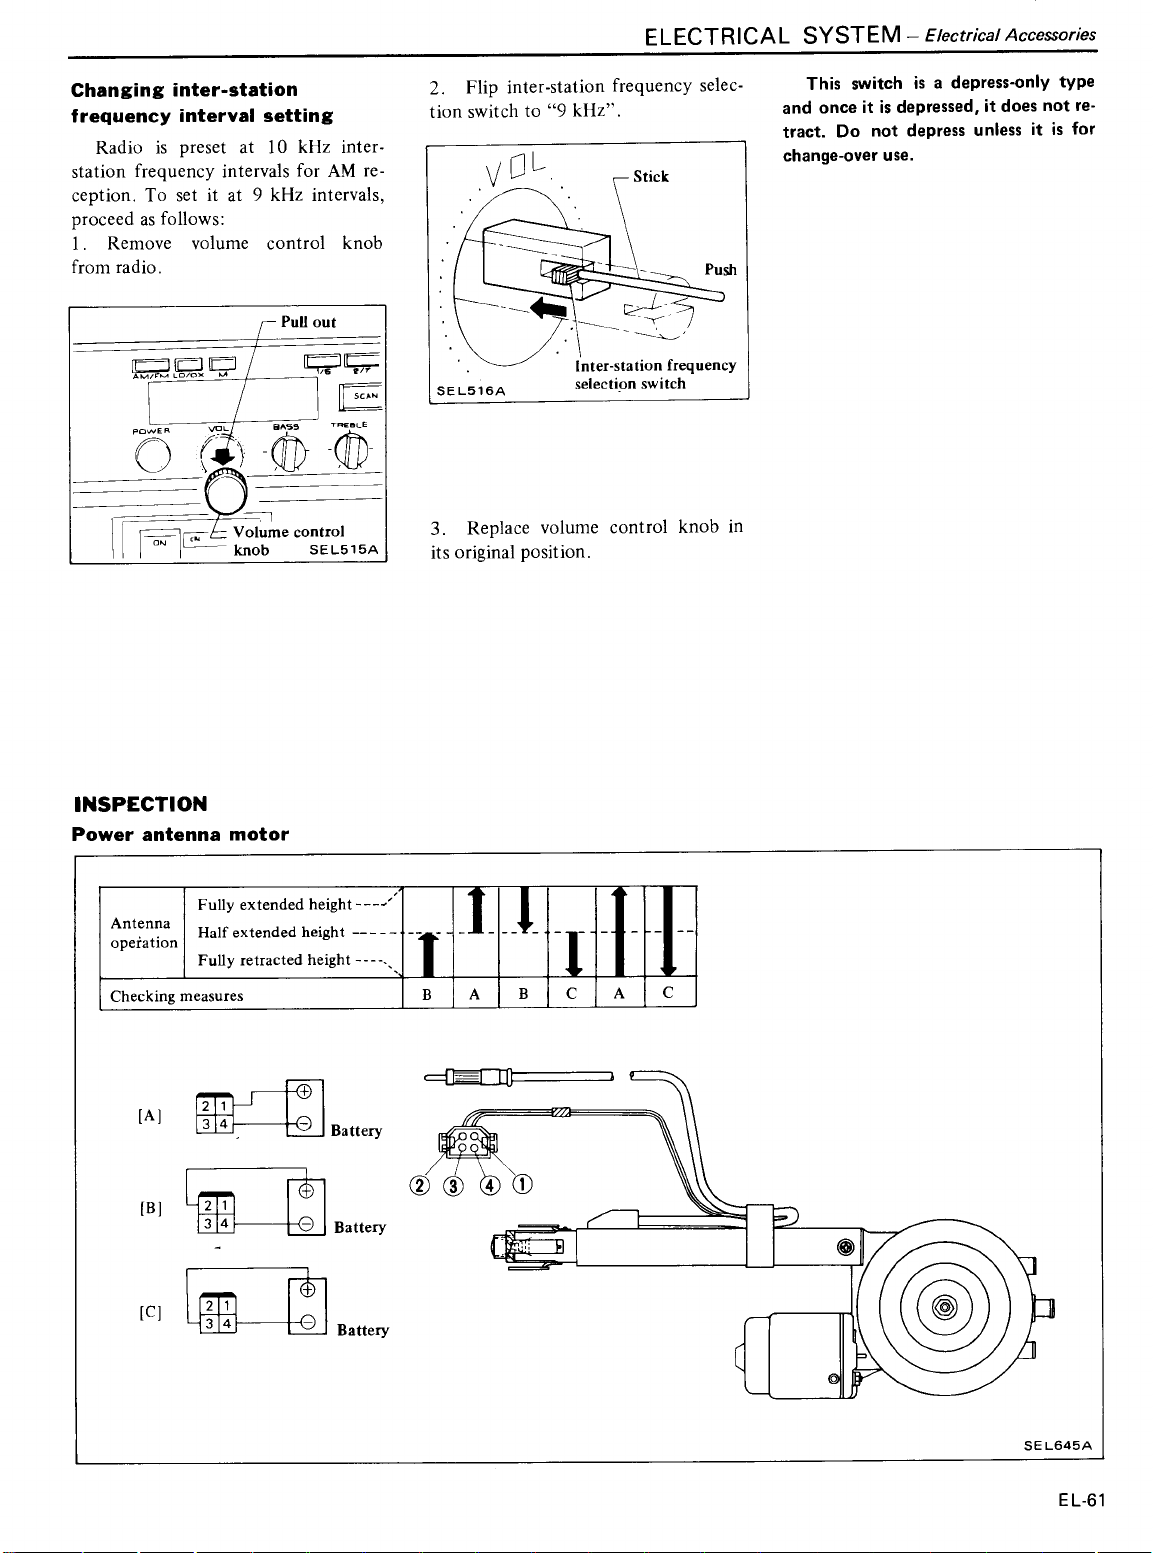 ELECTRICAL SYSTEM – Electrical Accessories
Changing inter-station
frequency interval setting
Radio is preset at 10 kHz inter-
station frequency intervals for AM re-
ception. To set it at 9 kHz intervals,
proceed as follows:
1. Remove volume control knob
from radio.
Pull out
AM/FM LO/DX M
1/6 2/7
SCAN
POWER VOL BASS TREBLE
ON
Volume control
knob
SEL515A
2. Flip inter-station frequency selec-
tion switch to “9 kHz”.
VOL
Stick
Push
Inter-station frequency
selection switch
SEL516A
3. Replace volume control knob in
its original position.
This switch is a depress-only type
and once it is depressed, it does not re-
tract. Do not depress unless it is for
change-over use.
INSPECTION
Power antenna motor
Antenna
operation
Fully extended height
Half extended height
Fully retracted height
Checking measures B A B C A C
[A]
2 1
3 4
+
−
Battery
[B]
2 1
3 4
+
−
Battery
[C]
2 1
3 4
+
−
Battery
② ③ ④ ①
SEL645A
EL-61